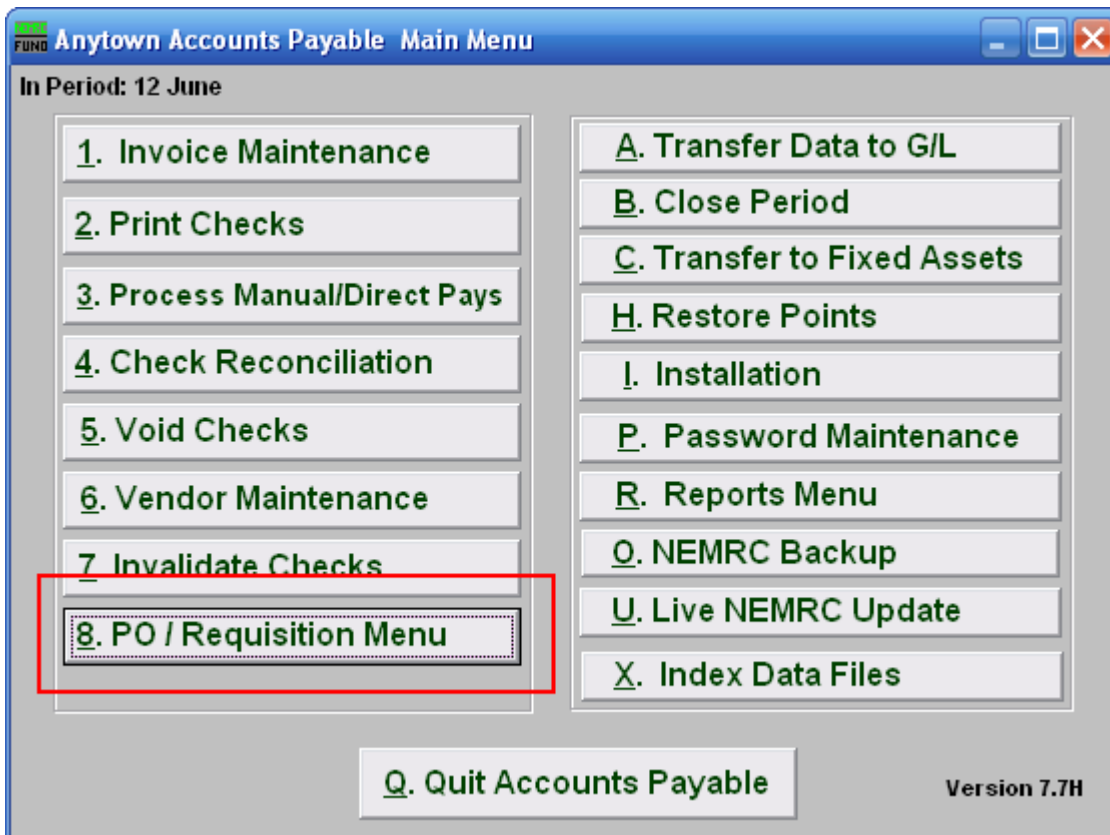 NEMRC
FUND
Anytown Accounts Payable Main Menu
In Period: 12 June
1. Invoice Maintenance
2. Print Checks
3. Process Manual/Direct Pays
4. Check Reconciliation
5. Void Checks
6. Vendor Maintenance
7. Invalidate Checks
8. PO / Requisition Menu
A. Transfer Data to G/L
B. Close Period
C. Transfer to Fixed Assets
H. Restore Points
I. Installation
P. Password Maintenance
R. Reports Menu
O. NEMRC Backup
U. Live NEMRC Update
X. Index Data Files
Q. Quit Accounts Payable
Version 7.7H